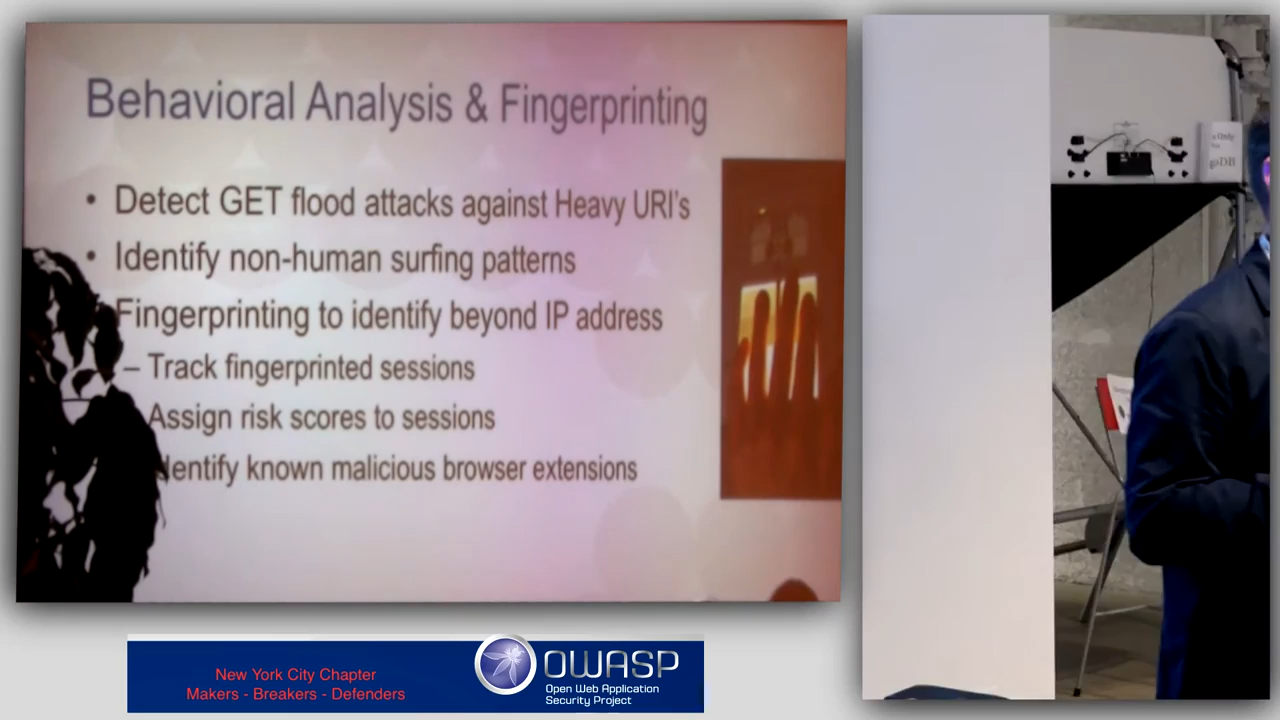 Behavioral Analysis & Fingerprinting
• Detect GET flood attacks against Heavy URI's
• Identify non-human surfing patterns
Fingerprinting to identify beyond IP address
– Track fingerprinted sessions
Assign risk scores to sessions
dentify known malicious browser extensions
goDB
New York City Chapter
Makers - Breakers - Defenders
OWASP
Open Web Application
Security Project